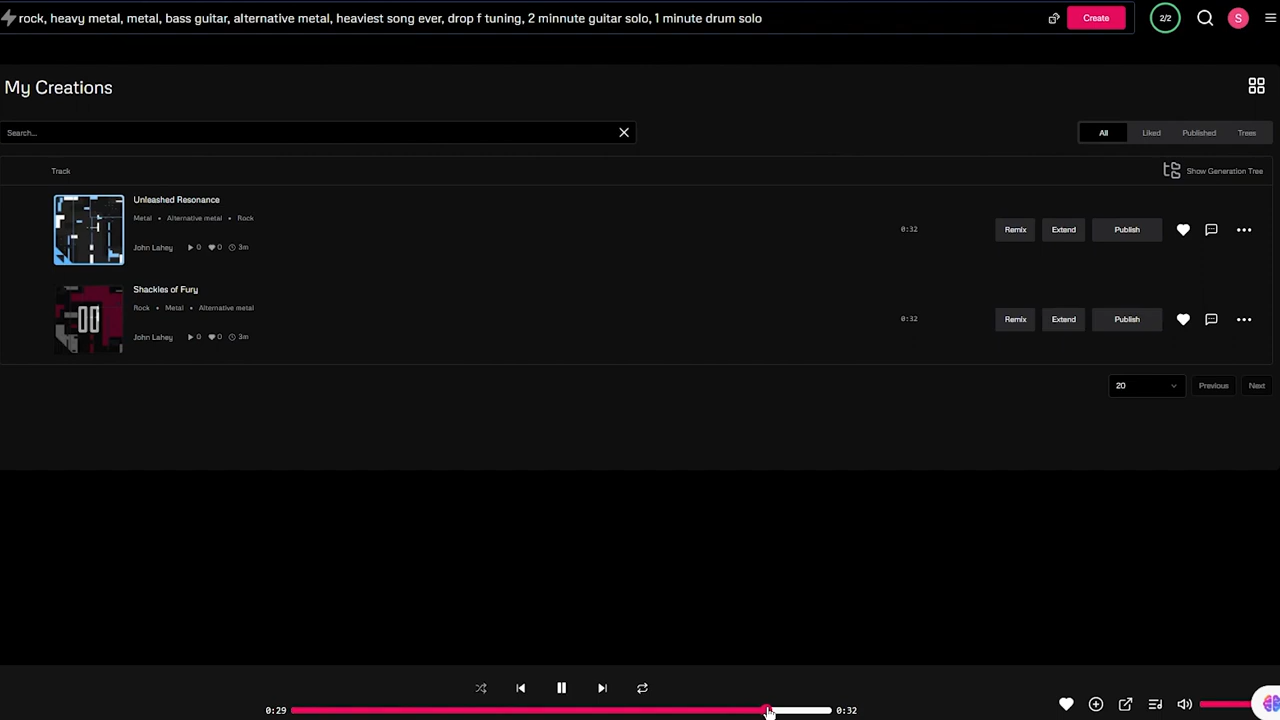 rock, heavy metal, metal, bass guitar, alternative metal, heaviest song ever, drop f tuning, 2 minnute guitar solo, 1 minute drum solo
Create
2/2
S
My Creations
Search...
All
Liked
Published
Trees
Track
Show Generation Tree
Unleashed Resonance
Metal • Alternative metal • Rock
John Lahey 0 0 3m
0:32
Remix
Extend
Publish
Shackles of Fury
Rock • Metal • Alternative metal
John Lahey 0 0 3m
0:32
Remix
Extend
Publish
20
Previous
Next
0:29
0:32